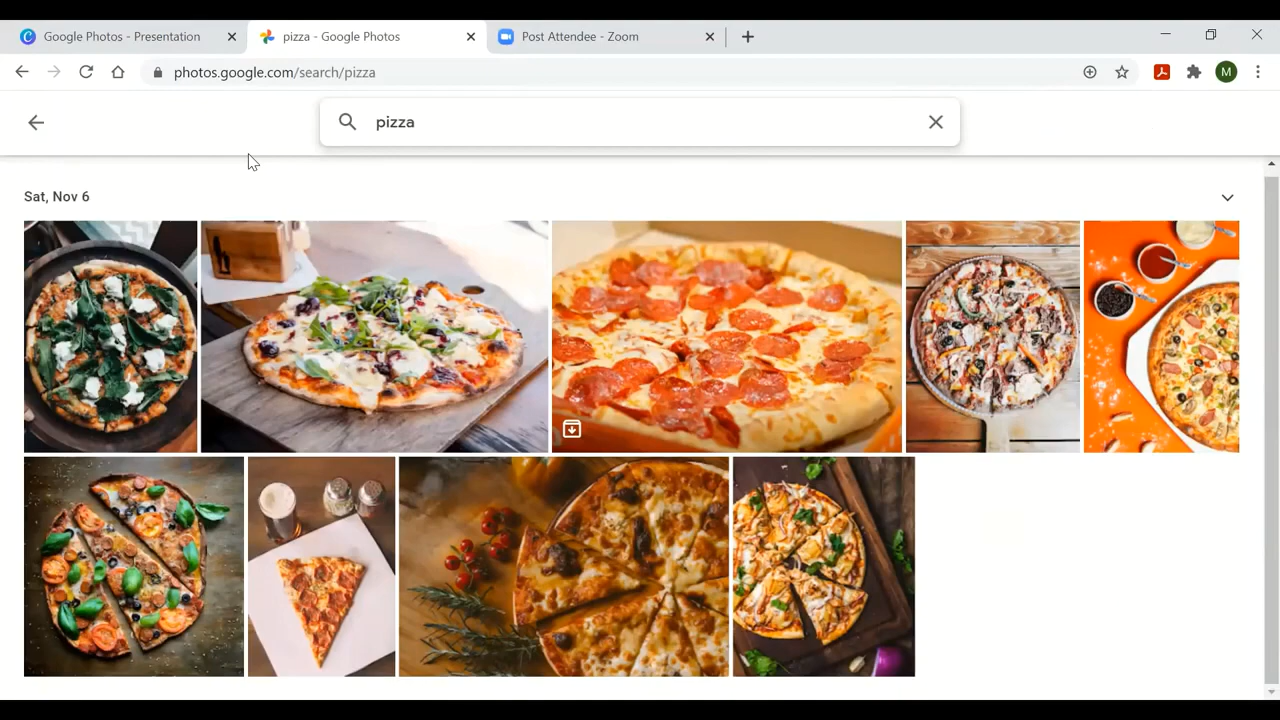 Google Photos - Presentation
pizza - Google Photos
Post Attendee - Zoom
photos.google.com/search/pizza
M
pizza
Sat, Nov 6